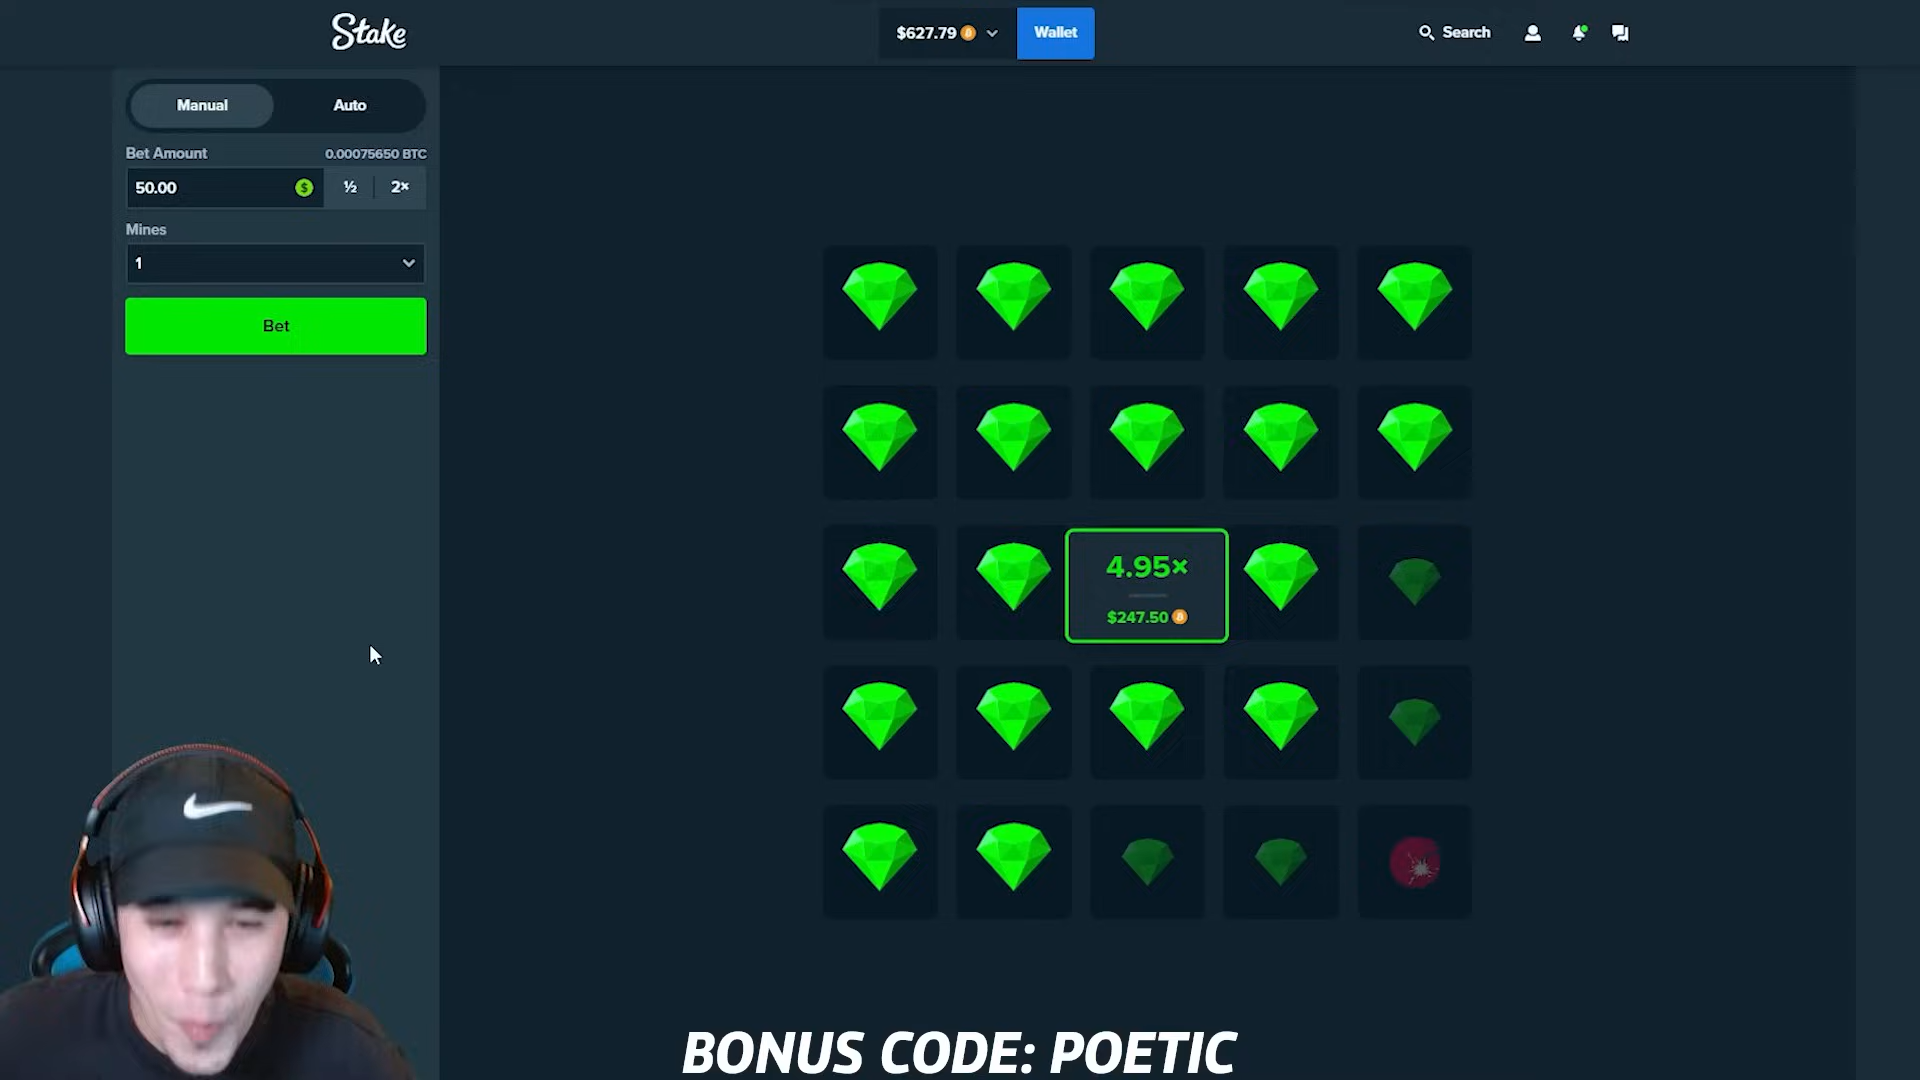 Stake
$627.79
Wallet
Search
Manual
Auto
Bet Amount
0.00075650 BTC
50.00
½
2×
Mines
1
Bet
4.95×
$247.50
BONUS CODE: POETIC